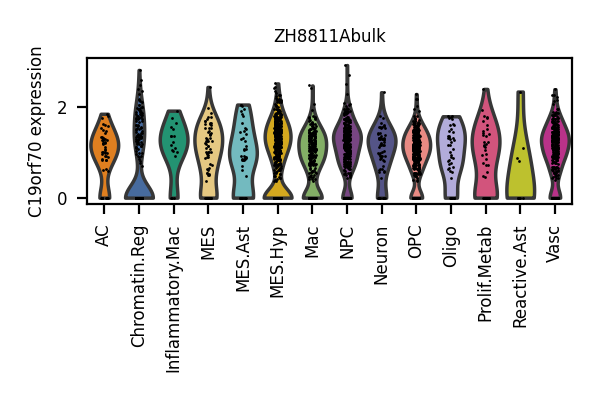 ZH8811Abulk
C19orf70 expression
2
0
AC
Chromatin.Reg
Inflammatory.Mac
MES
MES.Ast
MES.Hyp
Mac
NPC
Neuron
OPC
Oligo
Prolif.Metab
Reactive.Ast
Vasc